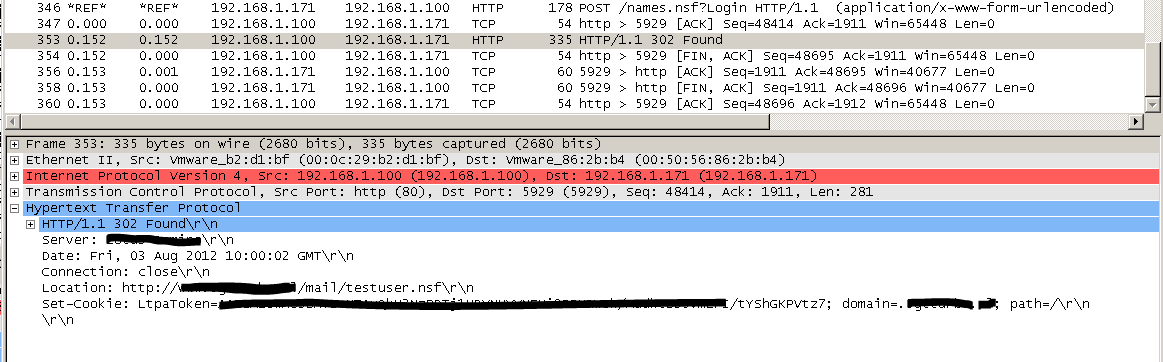 346 *REF* *REF* 192.168.1.171 192.168.1.100 HTTP 178 POST /names.nsf?Login HTTP/1.1 (application/x-www-form-urlencoded)
347 0.000 0.000 192.168.1.100 192.168.1.171 TCP 54 http > 5929 [ACK] Seq=48414 Ack=1911 Win=65448 Len=0
353 0.152 0.152 192.168.1.100 192.168.1.171 HTTP 335 HTTP/1.1 302 Found
354 0.152 0.000 192.168.1.100 192.168.1.171 TCP 54 http > 5929 [FIN, ACK] Seq=48695 Ack=1911 Win=65448 Len=0
356 0.153 0.001 192.168.1.171 192.168.1.100 TCP 60 5929 > http [ACK] Seq=1911 Ack=48695 Win=40677 Len=0
358 0.153 0.000 192.168.1.171 192.168.1.100 TCP 60 5929 > http [FIN, ACK] Seq=1911 Ack=48696 Win=40677 Len=0
360 0.153 0.000 192.168.1.100 192.168.1.171 TCP 54 http > 5929 [ACK] Seq=48696 Ack=1912 Win=65448 Len=0
Frame 353: 335 bytes on wire (2680 bits), 335 bytes captured (2680 bits)
Ethernet II, Src: Vmware_b2:d1:bf (00:0c:29:b2:d1:bf), Dst: Vmware_86:2b:b4 (00:50:56:86:2b:b4)
Internet Protocol Version 4, Src: 192.168.1.100 (192.168.1.100), Dst: 192.168.1.171 (192.168.1.171)
Transmission Control Protocol, Src Port: http (80), Dst Port: 5929 (5929), Seq: 48414, Ack: 1911, Len: 281
Hypertext Transfer Protocol
HTTP/1.1 302 Found\r\n
Server: \r\n
Date: Fri, 03 Aug 2012 10:00:02 GMT\r\n
Connection: close\r\n
Location: http:// /mail/testuser.nsf\r\n
Set-Cookie: LtpaToken= /tYShGKPVtz7; domain=. ; path=/\r\n
\r\n